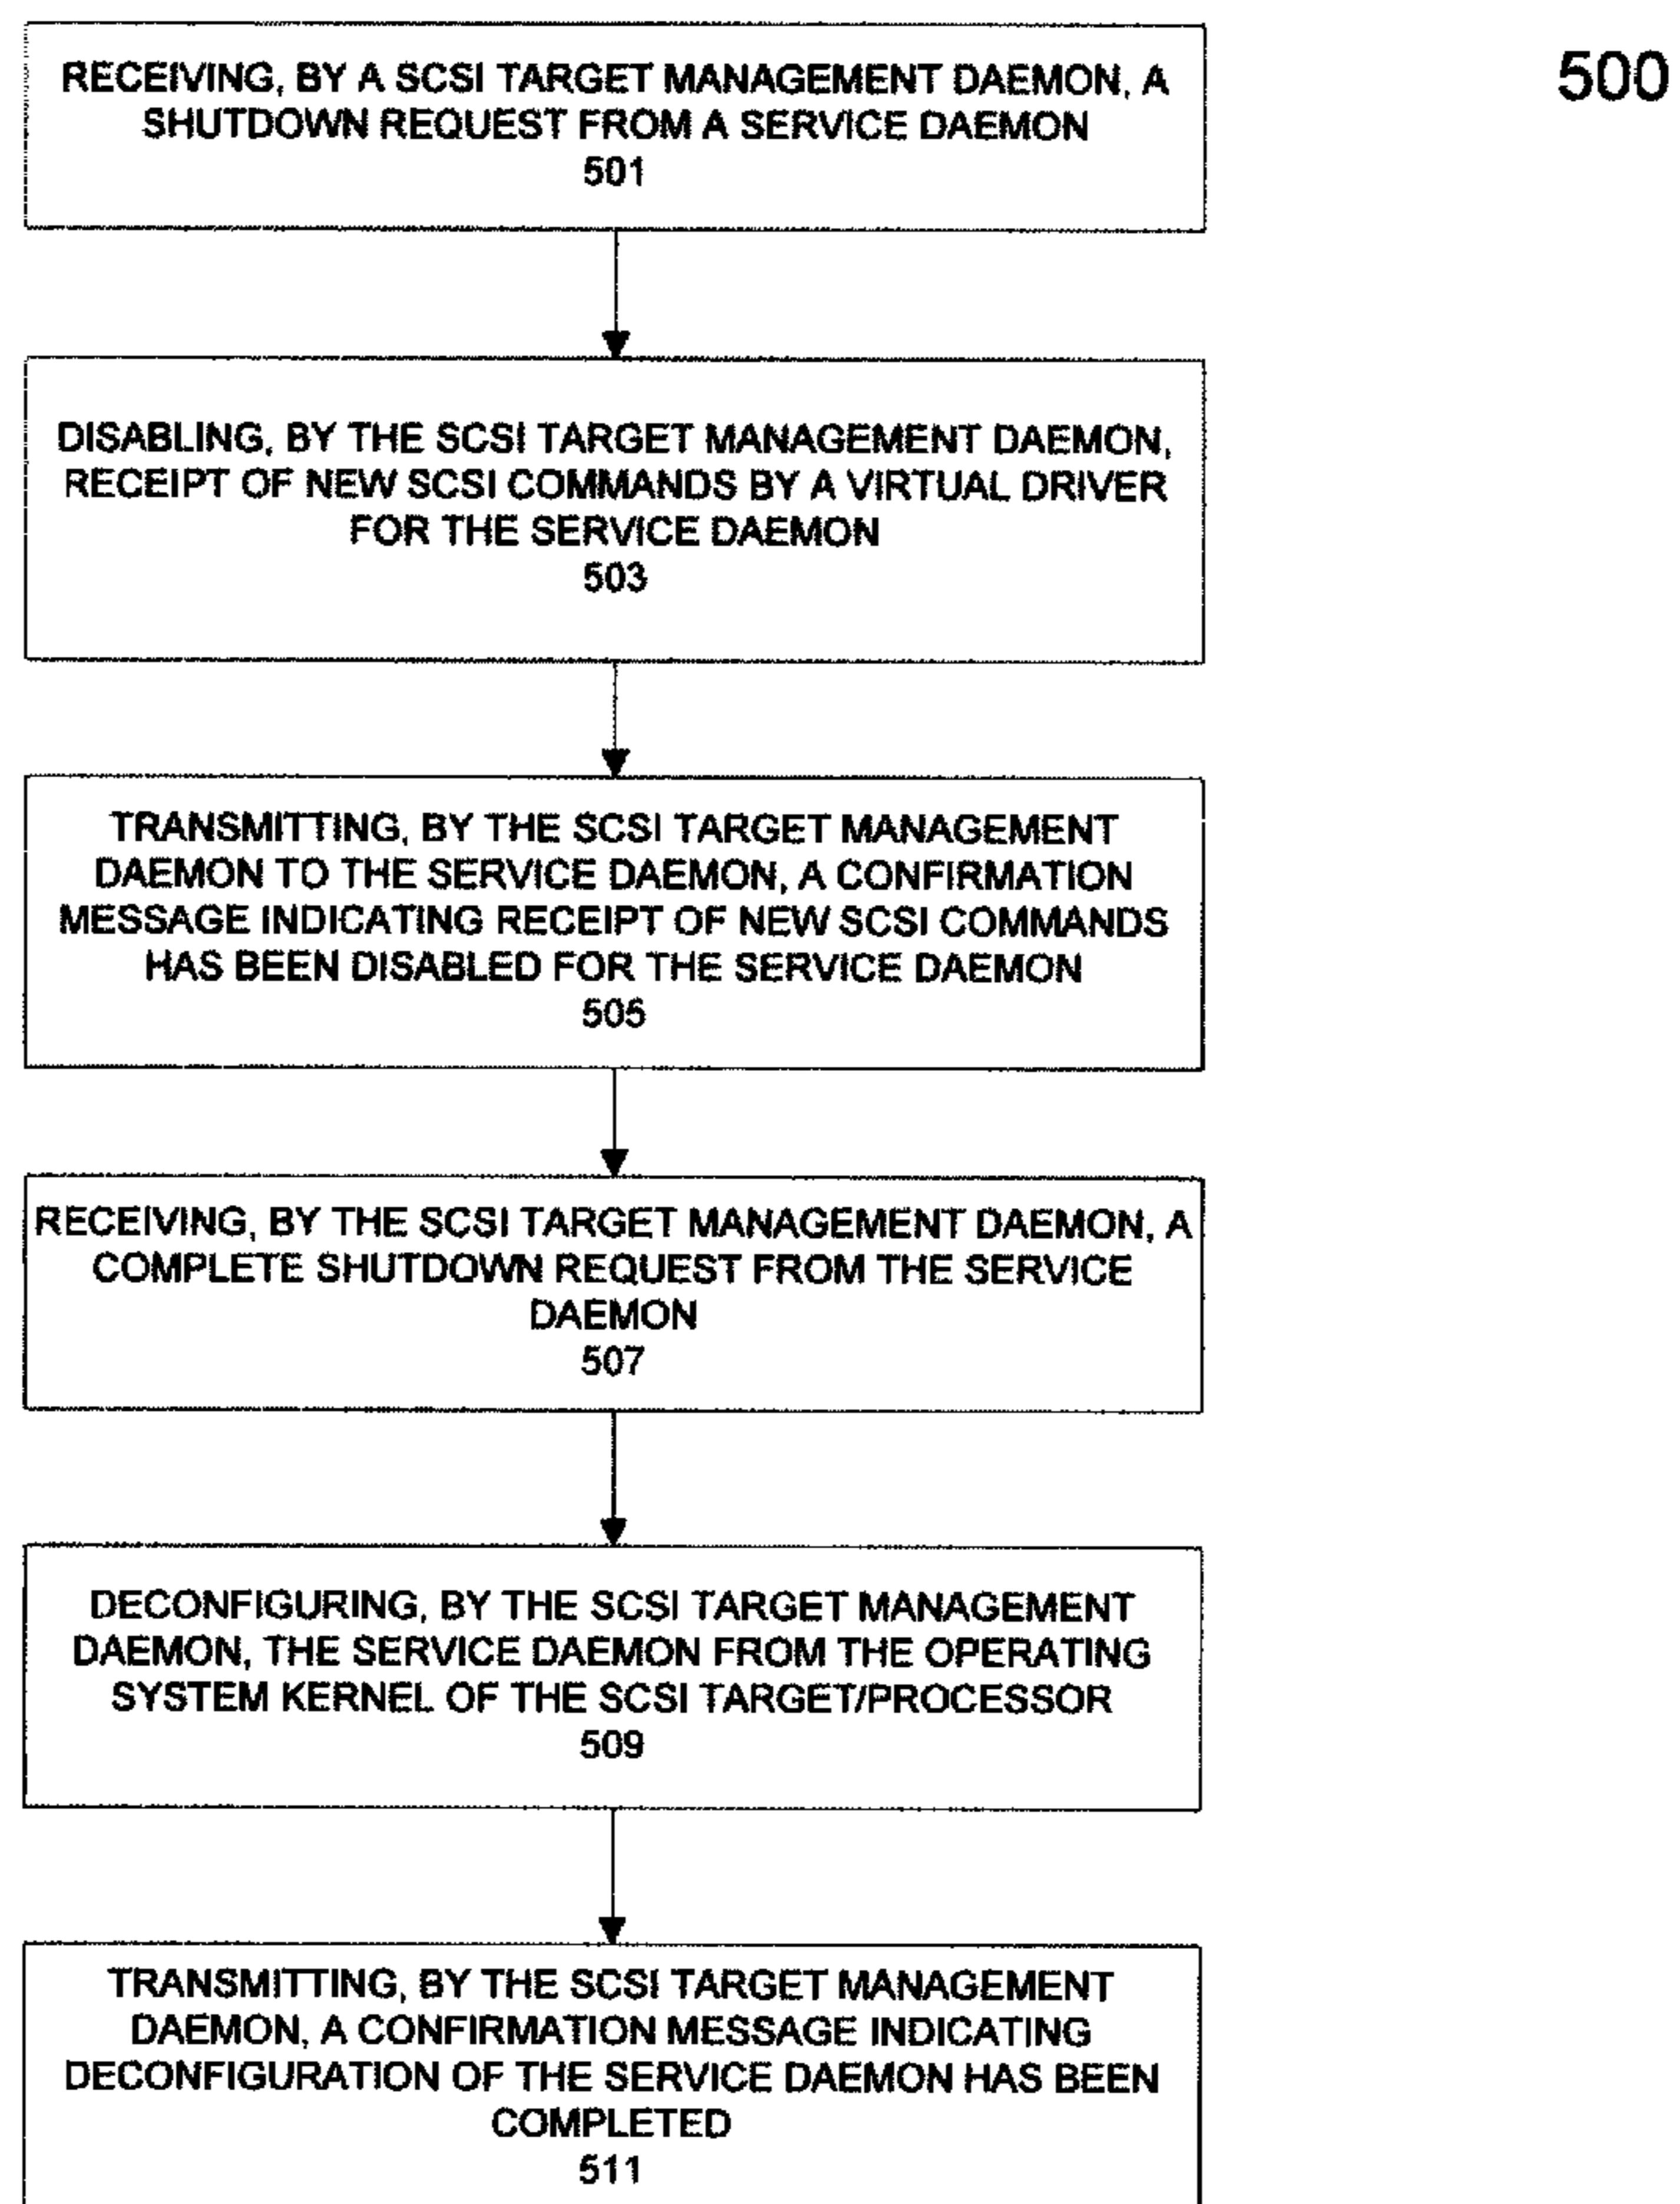 500
RECEIVING, BY A SCSI TARGET MANAGEMENT DAEMON, A
SHUTDOWN REQUEST FROM A SERVICE DAEMON
501
DISABLING, BY THE SCSI TARGET MANAGEMENT DAEMON,
RECEIPT OF NEW SCSI COMMANDS BY A VIRTUAL DRIVER
FOR THE SERVICE DAEMON
503
TRANSMITTING, BY THE SCSI TARGET MANAGEMENT
DAEMON TO THE SERVICE DAEMON, A CONFIRMATION
MESSAGE INDICATING RECEIPT OF NEW SCSI COMMANDS
HAS BEEN DISABLED FOR THE SERVICE DAEMON
505
RECEIVING, BY THE SCSI TARGET MANAGEMENT DAEMON, A
COMPLETE SHUTDOWN REQUEST FROM THE SERVICE
DAEMON
507
DECONFIGURING, BY THE SCSI TARGET MANAGEMENT
DAEMON, THE SERVICE DAEMON FROM THE OPERATING
SYSTEM KERNEL OF THE SCSI TARGET/PROCESSOR
509
TRANSMITTING, BY THE SCSI TARGET MANAGEMENT
DAEMON, A CONFIRMATION MESSAGE INDICATING
DECONFIGURATION OF THE SERVICE DAEMON HAS BEEN
COMPLETED
511